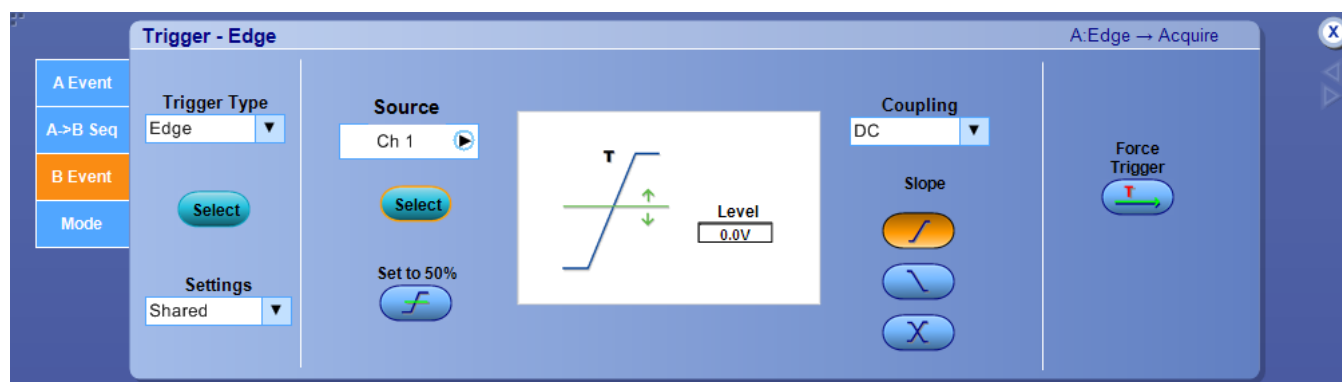 Trigger - Edge
A:Edge → Acquire
X
A Event
A->B Seq
B Event
Mode
Trigger Type
Edge
Select
Settings
Shared
Source
Ch 1
Select
Set to 50%
T
Level
0.0V
Coupling
DC
Slope
Force
Trigger
T